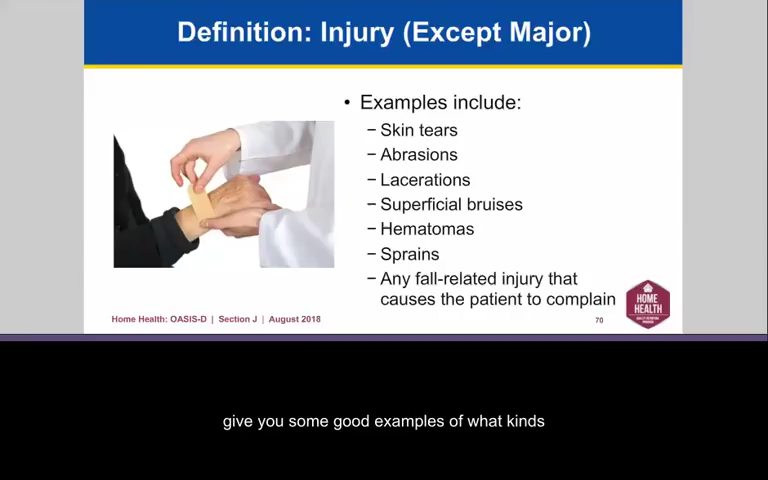 Definition: Injury (Except Major)
• Examples include:
– Skin tears
– Abrasions
– Lacerations
– Superficial bruises
– Hematomas
– Sprains
– Any fall-related injury that
causes the patient to complain
HOME
HEALTH
Home Health: OASIS-D | Section J | August 2018
70
give you some good examples of what kinds